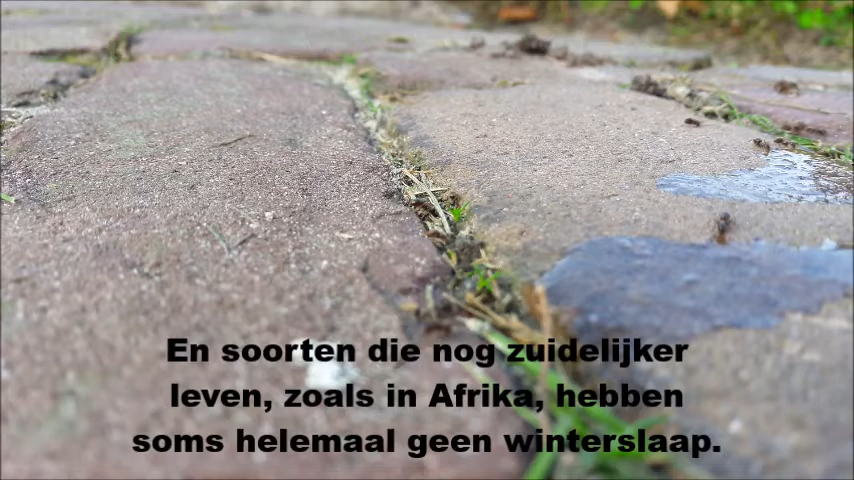 En soorten die nog zuidelijker
leven, zoals in Afrika, hebben
soms helemaal geen winterslaap.